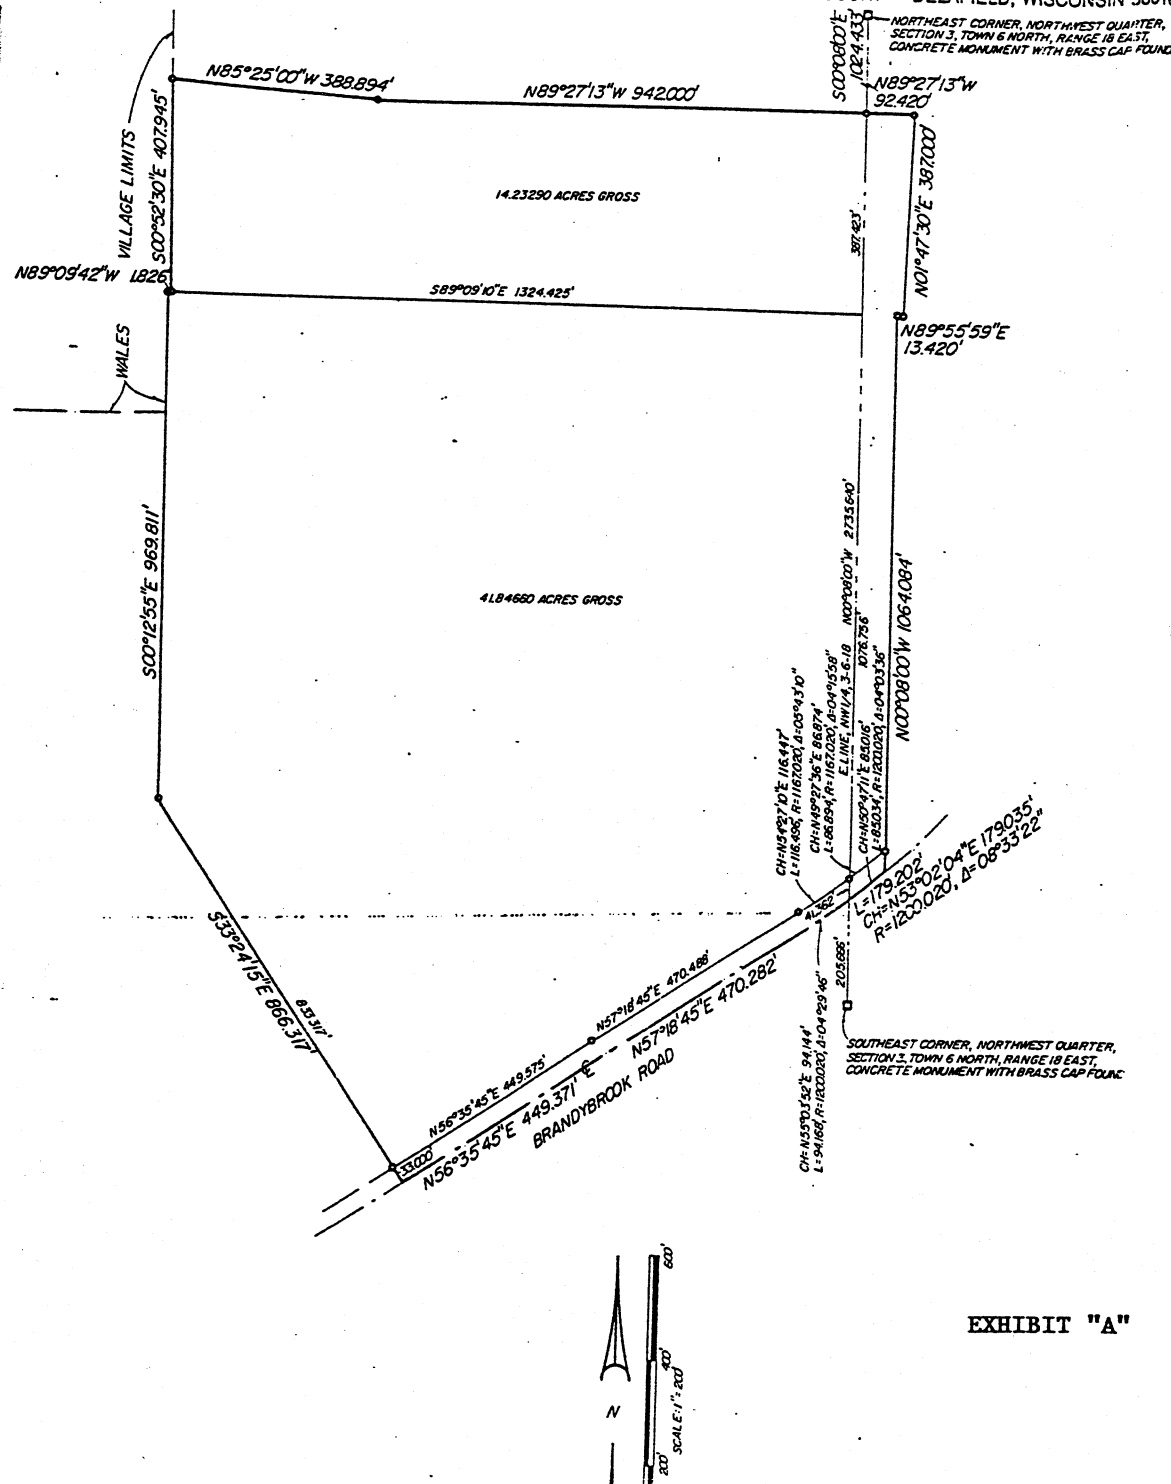 DELAFIELD, WISCONSIN
NORTHEAST CORNER, NORTHWEST QUARTER,
SECTION 3, TOWN 6 NORTH, RANGE 18 EAST,
CONCRETE MONUMENT WITH BRASS CAP FOUND
S00°08'00"E
1024.433'
N85°25'00"W 388.894'
N89°27'13"W 942.000'
N89°27'13"W
92.420'
VILLAGE LIMITS
S00°52'30"E 407.945'
14.23290 ACRES GROSS
387.423'
N01°47'30"E 387.000'
N89°09'42"W 1.826'
S89°09'10"E 1324.425'
N89°55'59"E
13.420'
WALES
S00°12'55"E 969.811'
41.84660 ACRES GROSS
N00°08'00"W 2735.640'
E. LINE, NW 1/4, 3-6-18
1076.756'
N00°08'00"W 1064.084'
CH=N54°27'10"E 116.447'
L=116.496', R=1167.020', Δ=05°43'10"
CH=N49°27'36"E 86.874'
L=86.894', R=1167.020', Δ=04°15'58"
CH=N50°47'11"E 85.016'
L=85.034', R=1200.020', Δ=04°03'36"
L=179.202'
CH=N53°02'04"E 179.035'
R=1200.020', Δ=08°33'22"
41.362'
205.886'
S33°24'15"E 866.317'
833.317'
N57°18'45"E 470.488'
N57°18'45"E 470.282'
CH=N55°03'52"E 94.144'
L=94.168', R=1200.020', Δ=04°29'46"
SOUTHEAST CORNER, NORTHWEST QUARTER,
SECTION 3, TOWN 6 NORTH, RANGE 18 EAST,
CONCRETE MONUMENT WITH BRASS CAP FOUND
N56°35'45"E 449.575'
N56°35'45"E 449.371'
BRANDYBROOK ROAD
33.000'
N
600'
400'
200'
SCALE: 1"=200'
EXHIBIT "A"